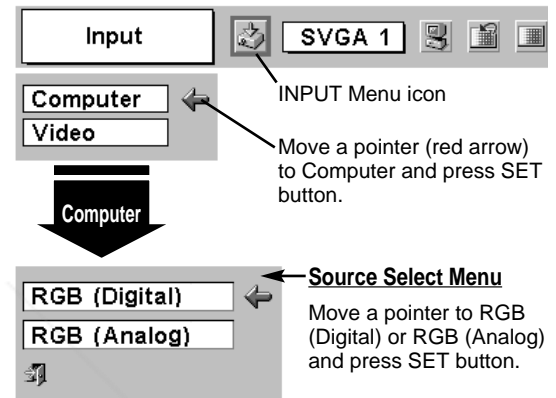 Input
SVGA 1
INPUT Menu icon
Computer
Video
Move a pointer (red arrow)
to Computer and press SET
button.
Computer
Source Select Menu
RGB (Digital)
RGB (Analog)
Move a pointer to RGB
(Digital) or RGB (Analog)
and press SET button.